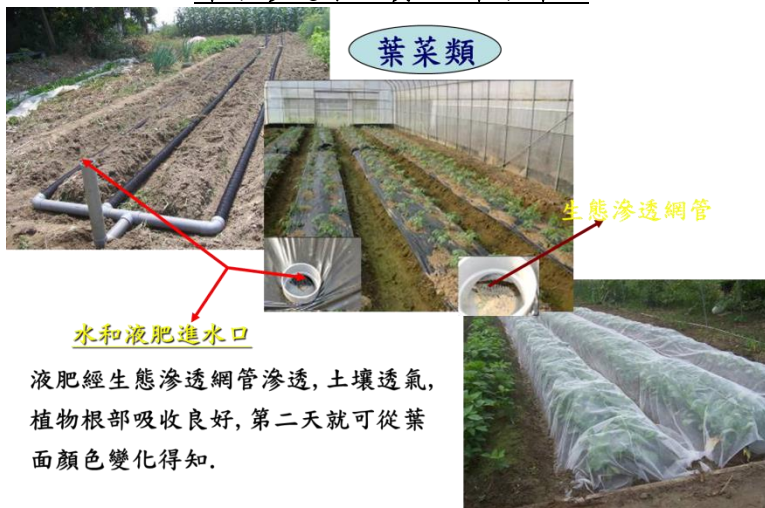 葉菜類
生態滲透網管
水和液肥進水口
液肥經生態滲透網管滲透,土壤透氣,
植物根部吸收良好,第二天就可從葉
面顏色變化得知.